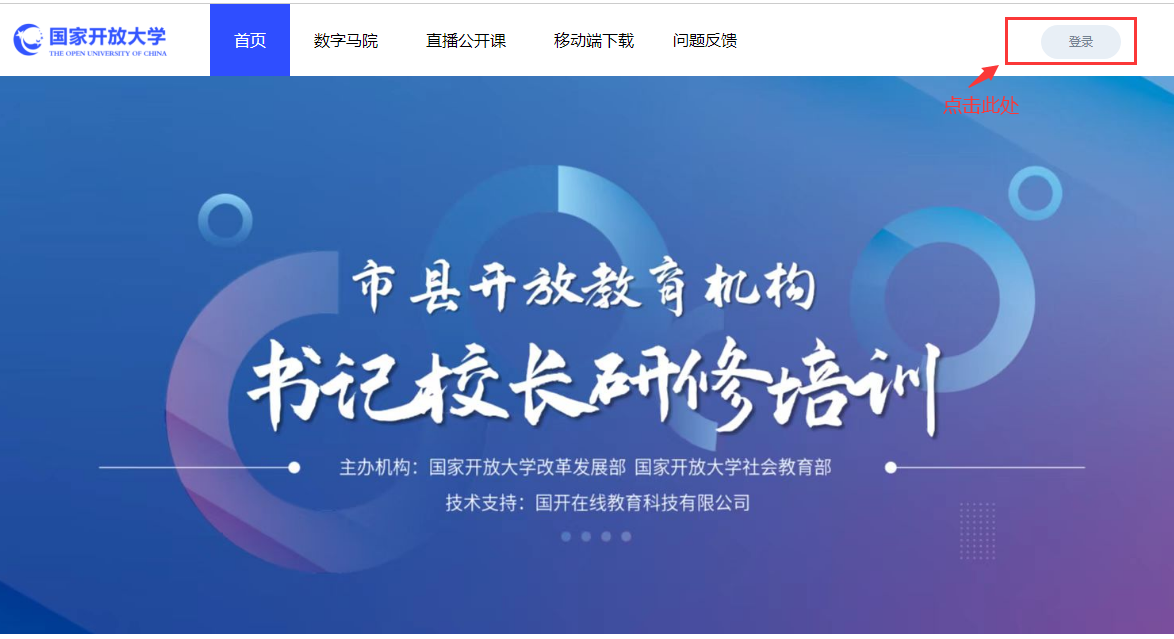 国家开放大学
THE OPEN UNIVERSITY OF CHINA
首页 数字马院 直播公开课 移动端下载 问题反馈 登录
点击此处
市县开放教育机构
书记校长研修培训
主办机构：国家开放大学改革发展部 国家开放大学社会教育部
技术支持：国开在线教育科技有限公司